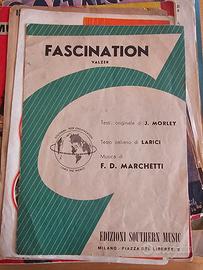 FASCINATION
VALZER
Testo originale di J. MORLEY
Testo italiano di LARICI
Musica di
F. D. MARCHETTI
EDIZIONI SOUTHERN MUSIC
MILANO - PIAZZA DEL LIBERTY, 2